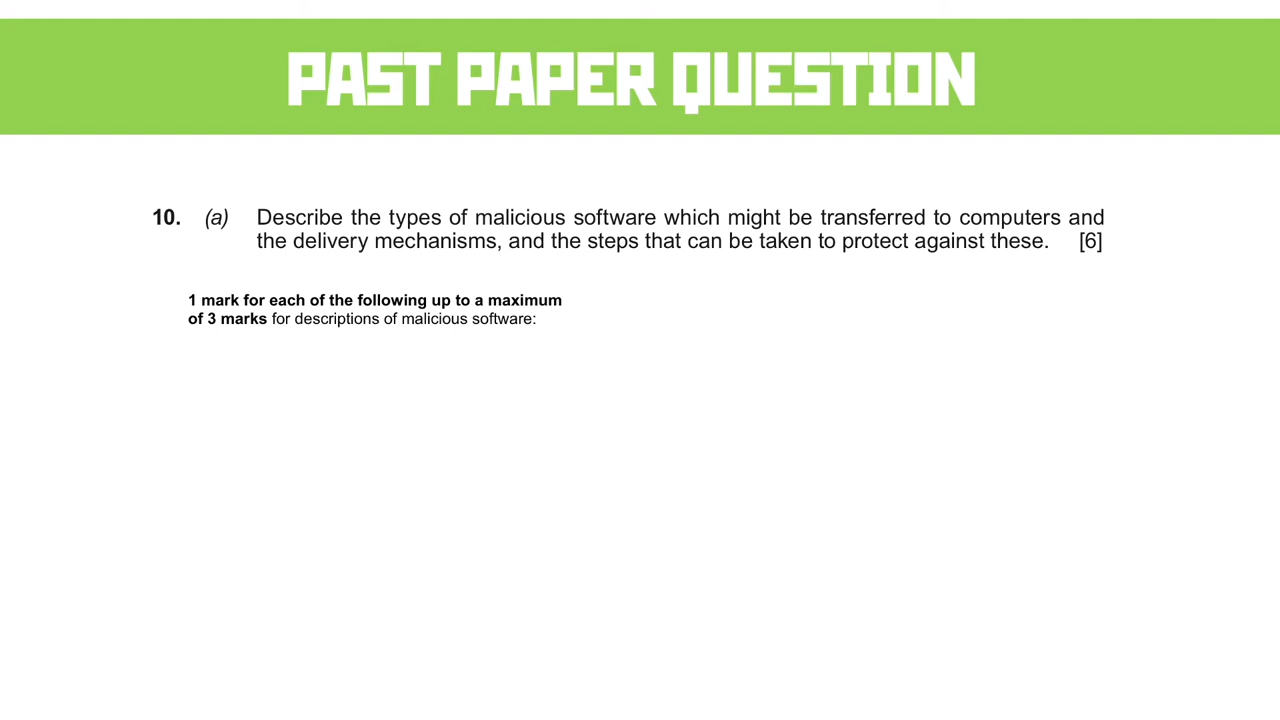 PAST PAPER QUESTION
10. (a) Describe the types of malicious software which might be transferred to computers and
the delivery mechanisms, and the steps that can be taken to protect against these. [6]
1 mark for each of the following up to a maximum
of 3 marks for descriptions of malicious software: